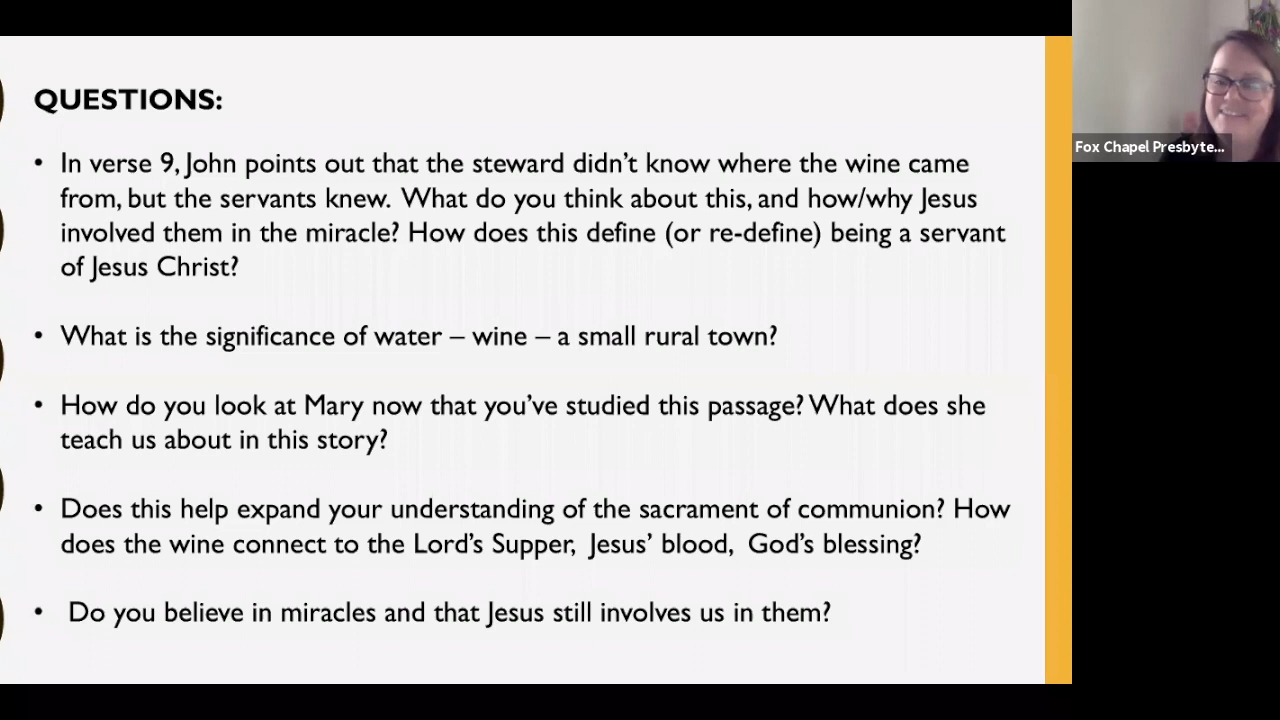 QUESTIONS:
• In verse 9, John points out that the steward didn’t know where the wine came
from, but the servants knew. What do you think about this, and how/why Jesus
involved them in the miracle? How does this define (or re-define) being a servant
of Jesus Christ?
• What is the significance of water – wine – a small rural town?
• How do you look at Mary now that you’ve studied this passage? What does she
teach us about in this story?
• Does this help expand your understanding of the sacrament of communion? How
does the wine connect to the Lord’s Supper, Jesus’ blood, God’s blessing?
• Do you believe in miracles and that Jesus still involves us in them?
Fox Chapel Presbyte...